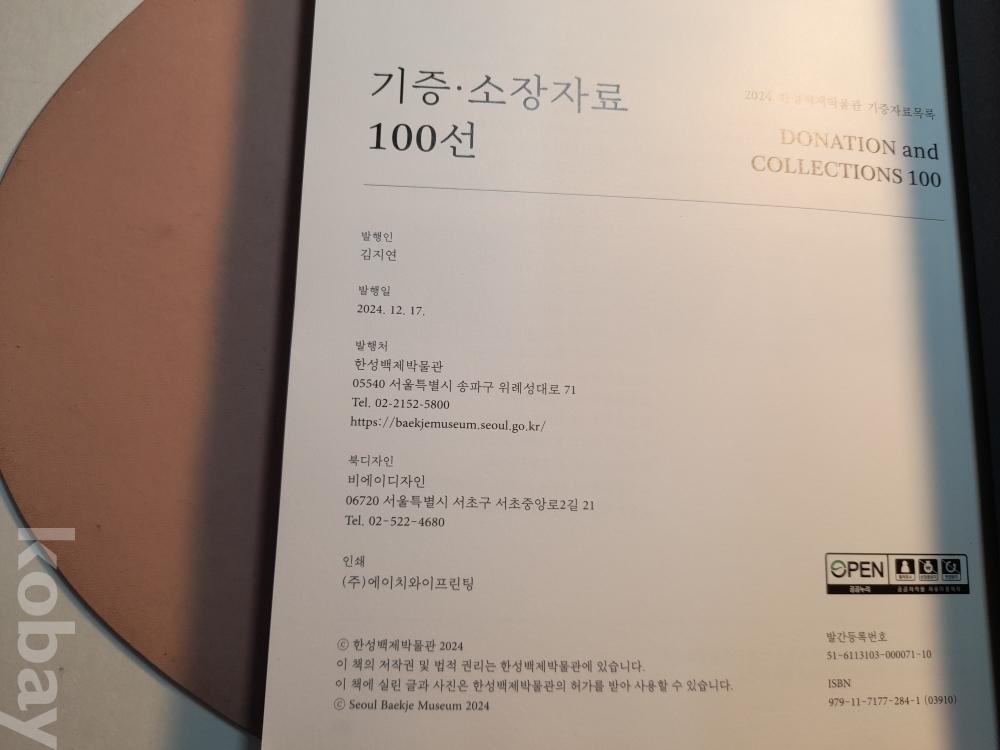 기증·소장자료
100선
2024 한성백제박물관 기증자료목록
DONATION and
COLLECTIONS 100
발행인
김지연
발행일
2024. 12. 17.
발행처
한성백제박물관
05540 서울특별시 송파구 위례성대로 71
Tel. 02-2152-5800
https://baekjemuseum.seoul.go.kr/
북디자인
비에이디자인
06720 서울특별시 서초구 서초중앙로2길 21
Tel. 02-522-4680
인쇄
(주)에이치와이프린팅
ⓒ 한성백제박물관 2024
이 책의 저작권 및 법적 권리는 한성백제박물관에 있습니다.
이 책에 실린 글과 사진은 한성백제박물관의 허가를 받아 사용할 수 있습니다.
ⓒ Seoul Baekje Museum 2024
OPEN
공공누리
발간등록번호
51-6113103-000071-10
ISBN
979-11-7177-284-1 (03910)
kobay